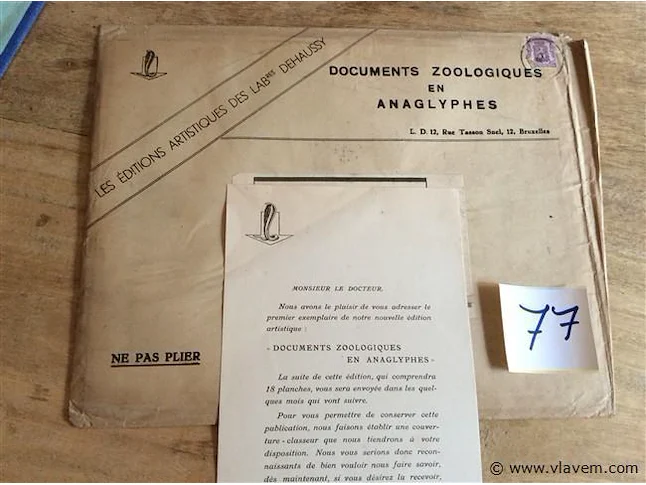 LES ÉDITIONS ARTISTIQUES DES LABRES DEHAUSSY
DOCUMENTS ZOOLOGIQUES
EN
ANAGLYPHES
L. D. 12, Rue Tasson Snel, 12, Bruxelles
MONSIEUR LE DOCTEUR,
Nous avons le plaisir de vous adresser le
premier exemplaire de notre nouvelle édition
artistique :
« DOCUMENTS ZOOLOGIQUES
EN ANAGLYPHES »
La suite de cette édition, qui comprendra
18 planches, vous sera envoyée dans les quel-
ques mois qui vont suivre.
Pour vous permettre de conserver cette
publication, nous faisons établir une couver-
ture-classeur que nous tiendrons à votre
disposition. Nous vous serions donc recon-
naissants de bien vouloir nous faire savoir,
dès maintenant, si vous désirez la recevoir,
NE PAS PLIER
77
© www.vlavem.com